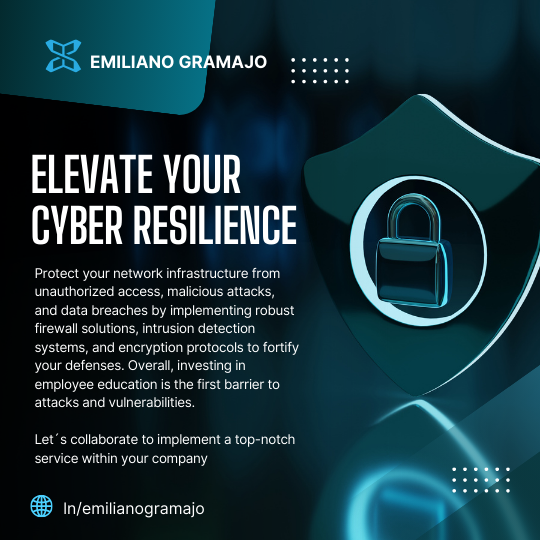 EMILIANO GRAMAJO
ELEVATE YOUR
CYBER RESILIENCE
Protect your network infrastructure from
unauthorized access, malicious attacks,
and data breaches by implementing robust
firewall solutions, intrusion detection
systems, and encryption protocols to fortify
your defenses. Overall, investing in
employee education is the first barrier to
attacks and vulnerabilities.
Let´s collaborate to implement a top-notch
service within your company
In/emilianogramajo